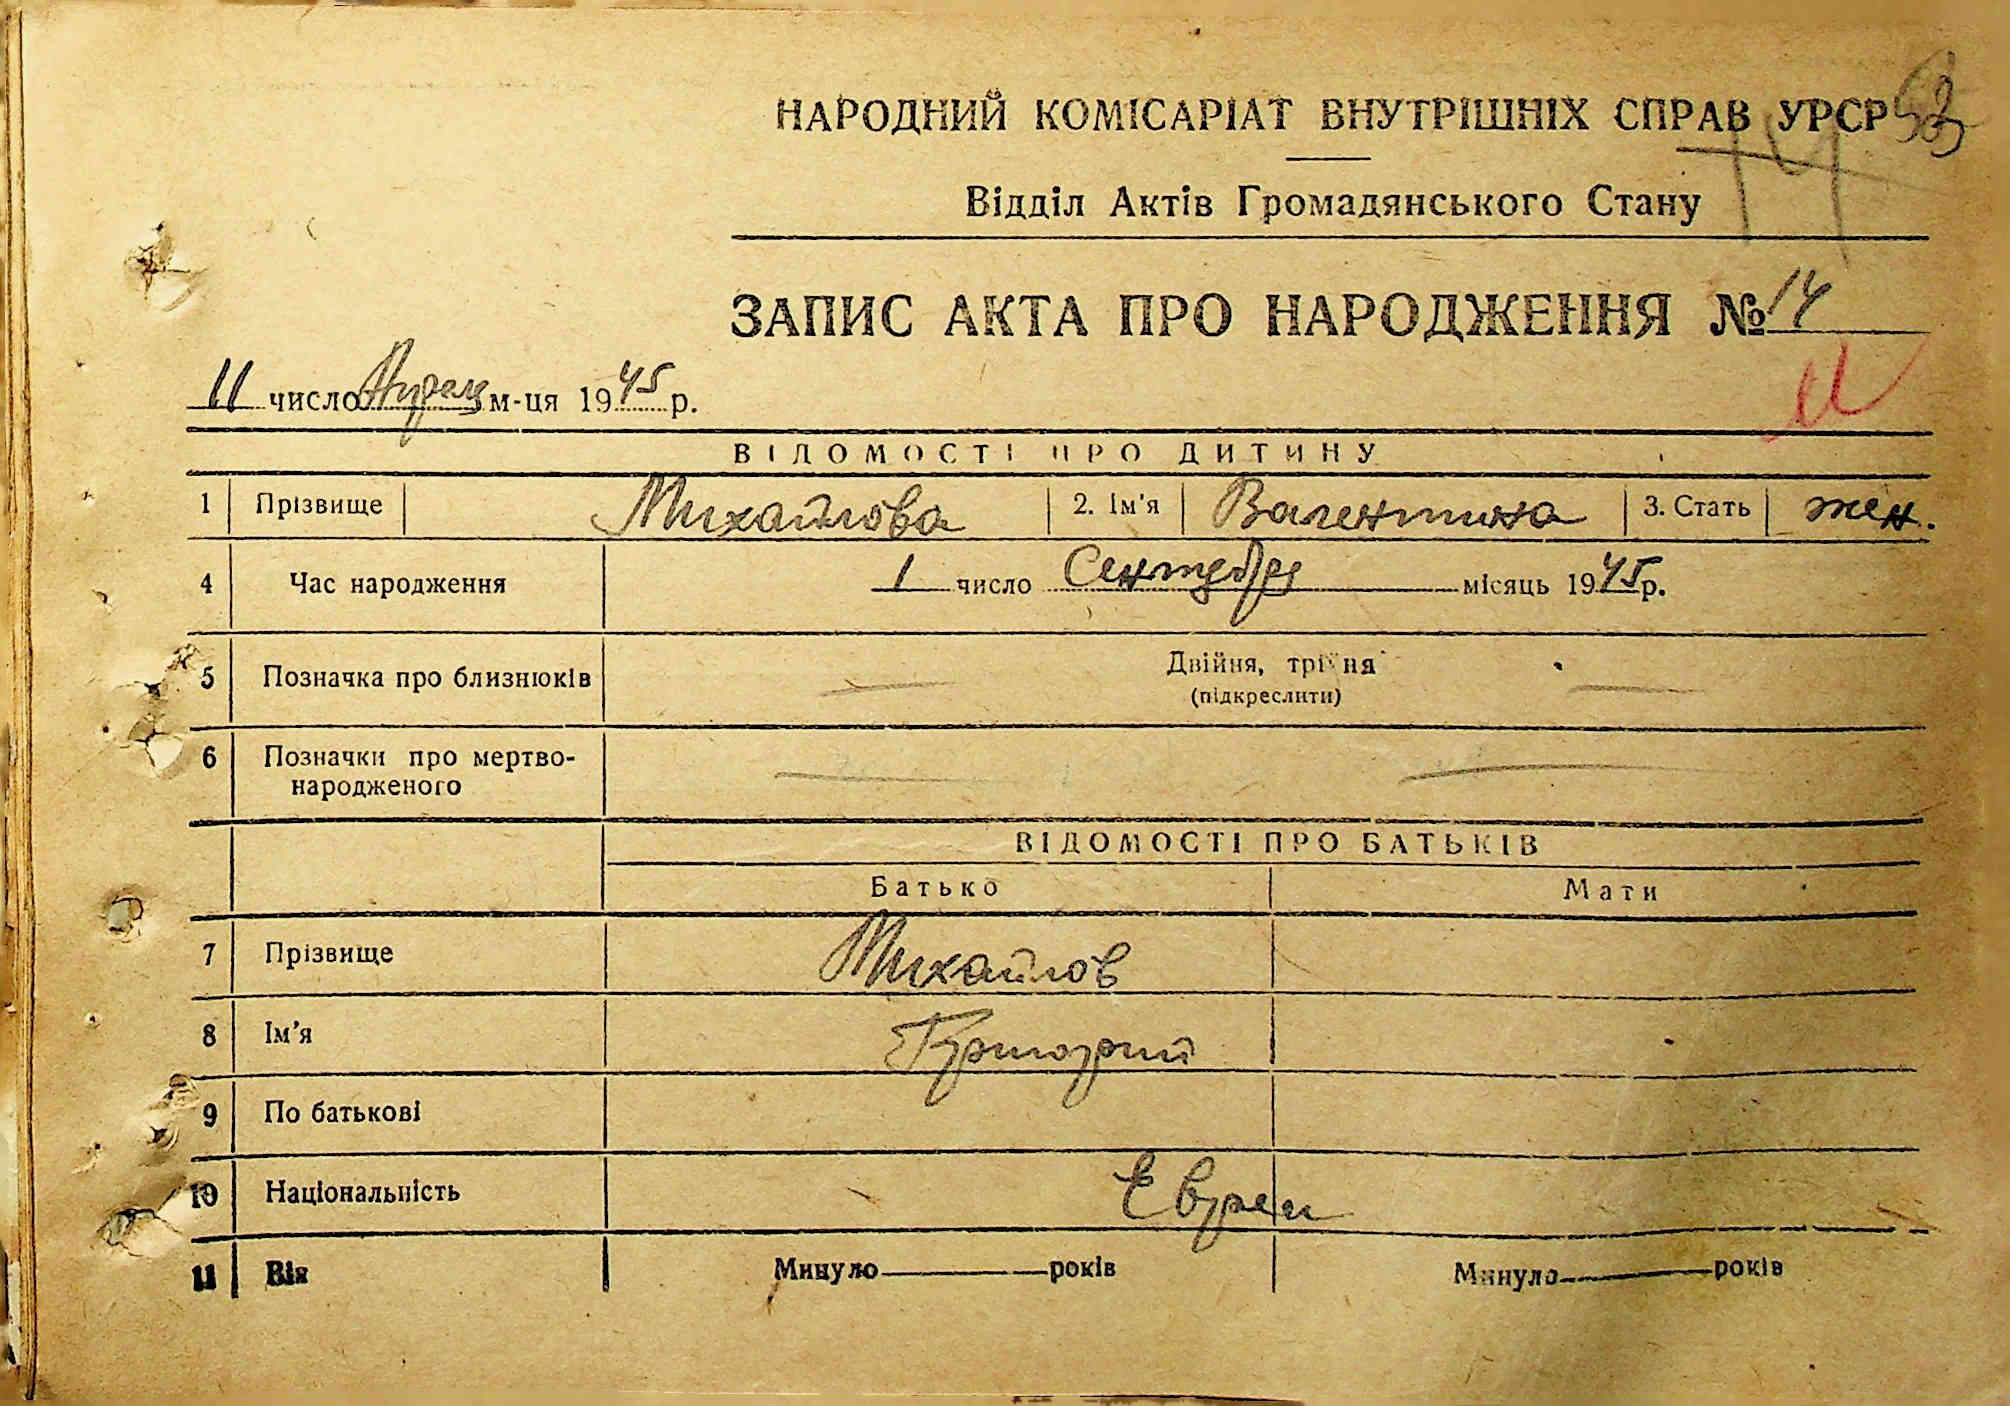 53
14
НАРОДНИЙ КОМІСАРІАТ ВНУТРІШНІХ СПРАВ УРСР
Відділ Актів Громадянського Стану
ЗАПИС АКТА ПРО НАРОДЖЕННЯ № 14
11 число м-ця 1945 р.
ВІДОМОСТІ ПРО ДИТИНУ
1 Прізвище Михайлова 2. Ім'я Валентина 3. Стать жен.
4 Час народження 1 число Сентября місяць 1945 р.
5 Позначка про близнюків Двійня, трійня
(підкреслити)
6 Позначки про мертво-
народженого
ВІДОМОСТІ ПРО БАТЬКІВ
Батько Мати
7 Прізвище Михайлов
8 Ім'я Григорий
9 По батькові
10 Національність Евреи
11 Вік Минуло років Минуло років